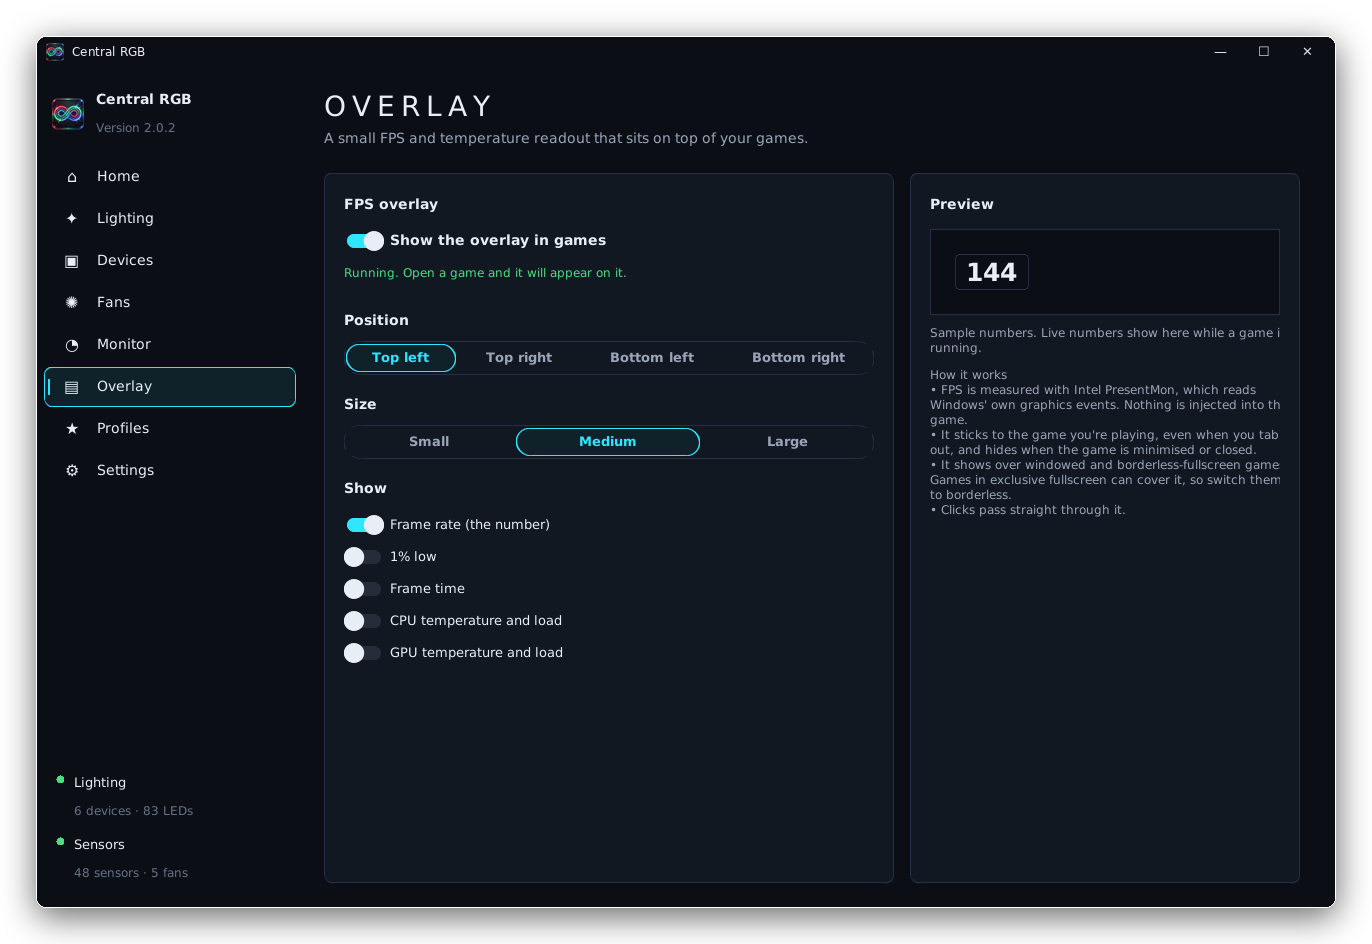 Central RGB
Central RGB
Version 2.0.2
Home
Lighting
Devices
Fans
Monitor
Overlay
Profiles
Settings
Lighting
6 devices · 83 LEDs
Sensors
48 sensors · 5 fans
OVERLAY
A small FPS and temperature readout that sits on top of your games.
FPS overlay
Show the overlay in games
Running. Open a game and it will appear on it.
Position
Top left Top right Bottom left Bottom right
Size
Small Medium Large
Show
Frame rate (the number)
1% low
Frame time
CPU temperature and load
GPU temperature and load
Preview
144
Sample numbers. Live numbers show here while a game i
running.
How it works
• FPS is measured with Intel PresentMon, which reads
Windows' own graphics events. Nothing is injected into th
game.
• It sticks to the game you're playing, even when you tab
out, and hides when the game is minimised or closed.
• It shows over windowed and borderless-fullscreen game
Games in exclusive fullscreen can cover it, so switch them
to borderless.
• Clicks pass straight through it.